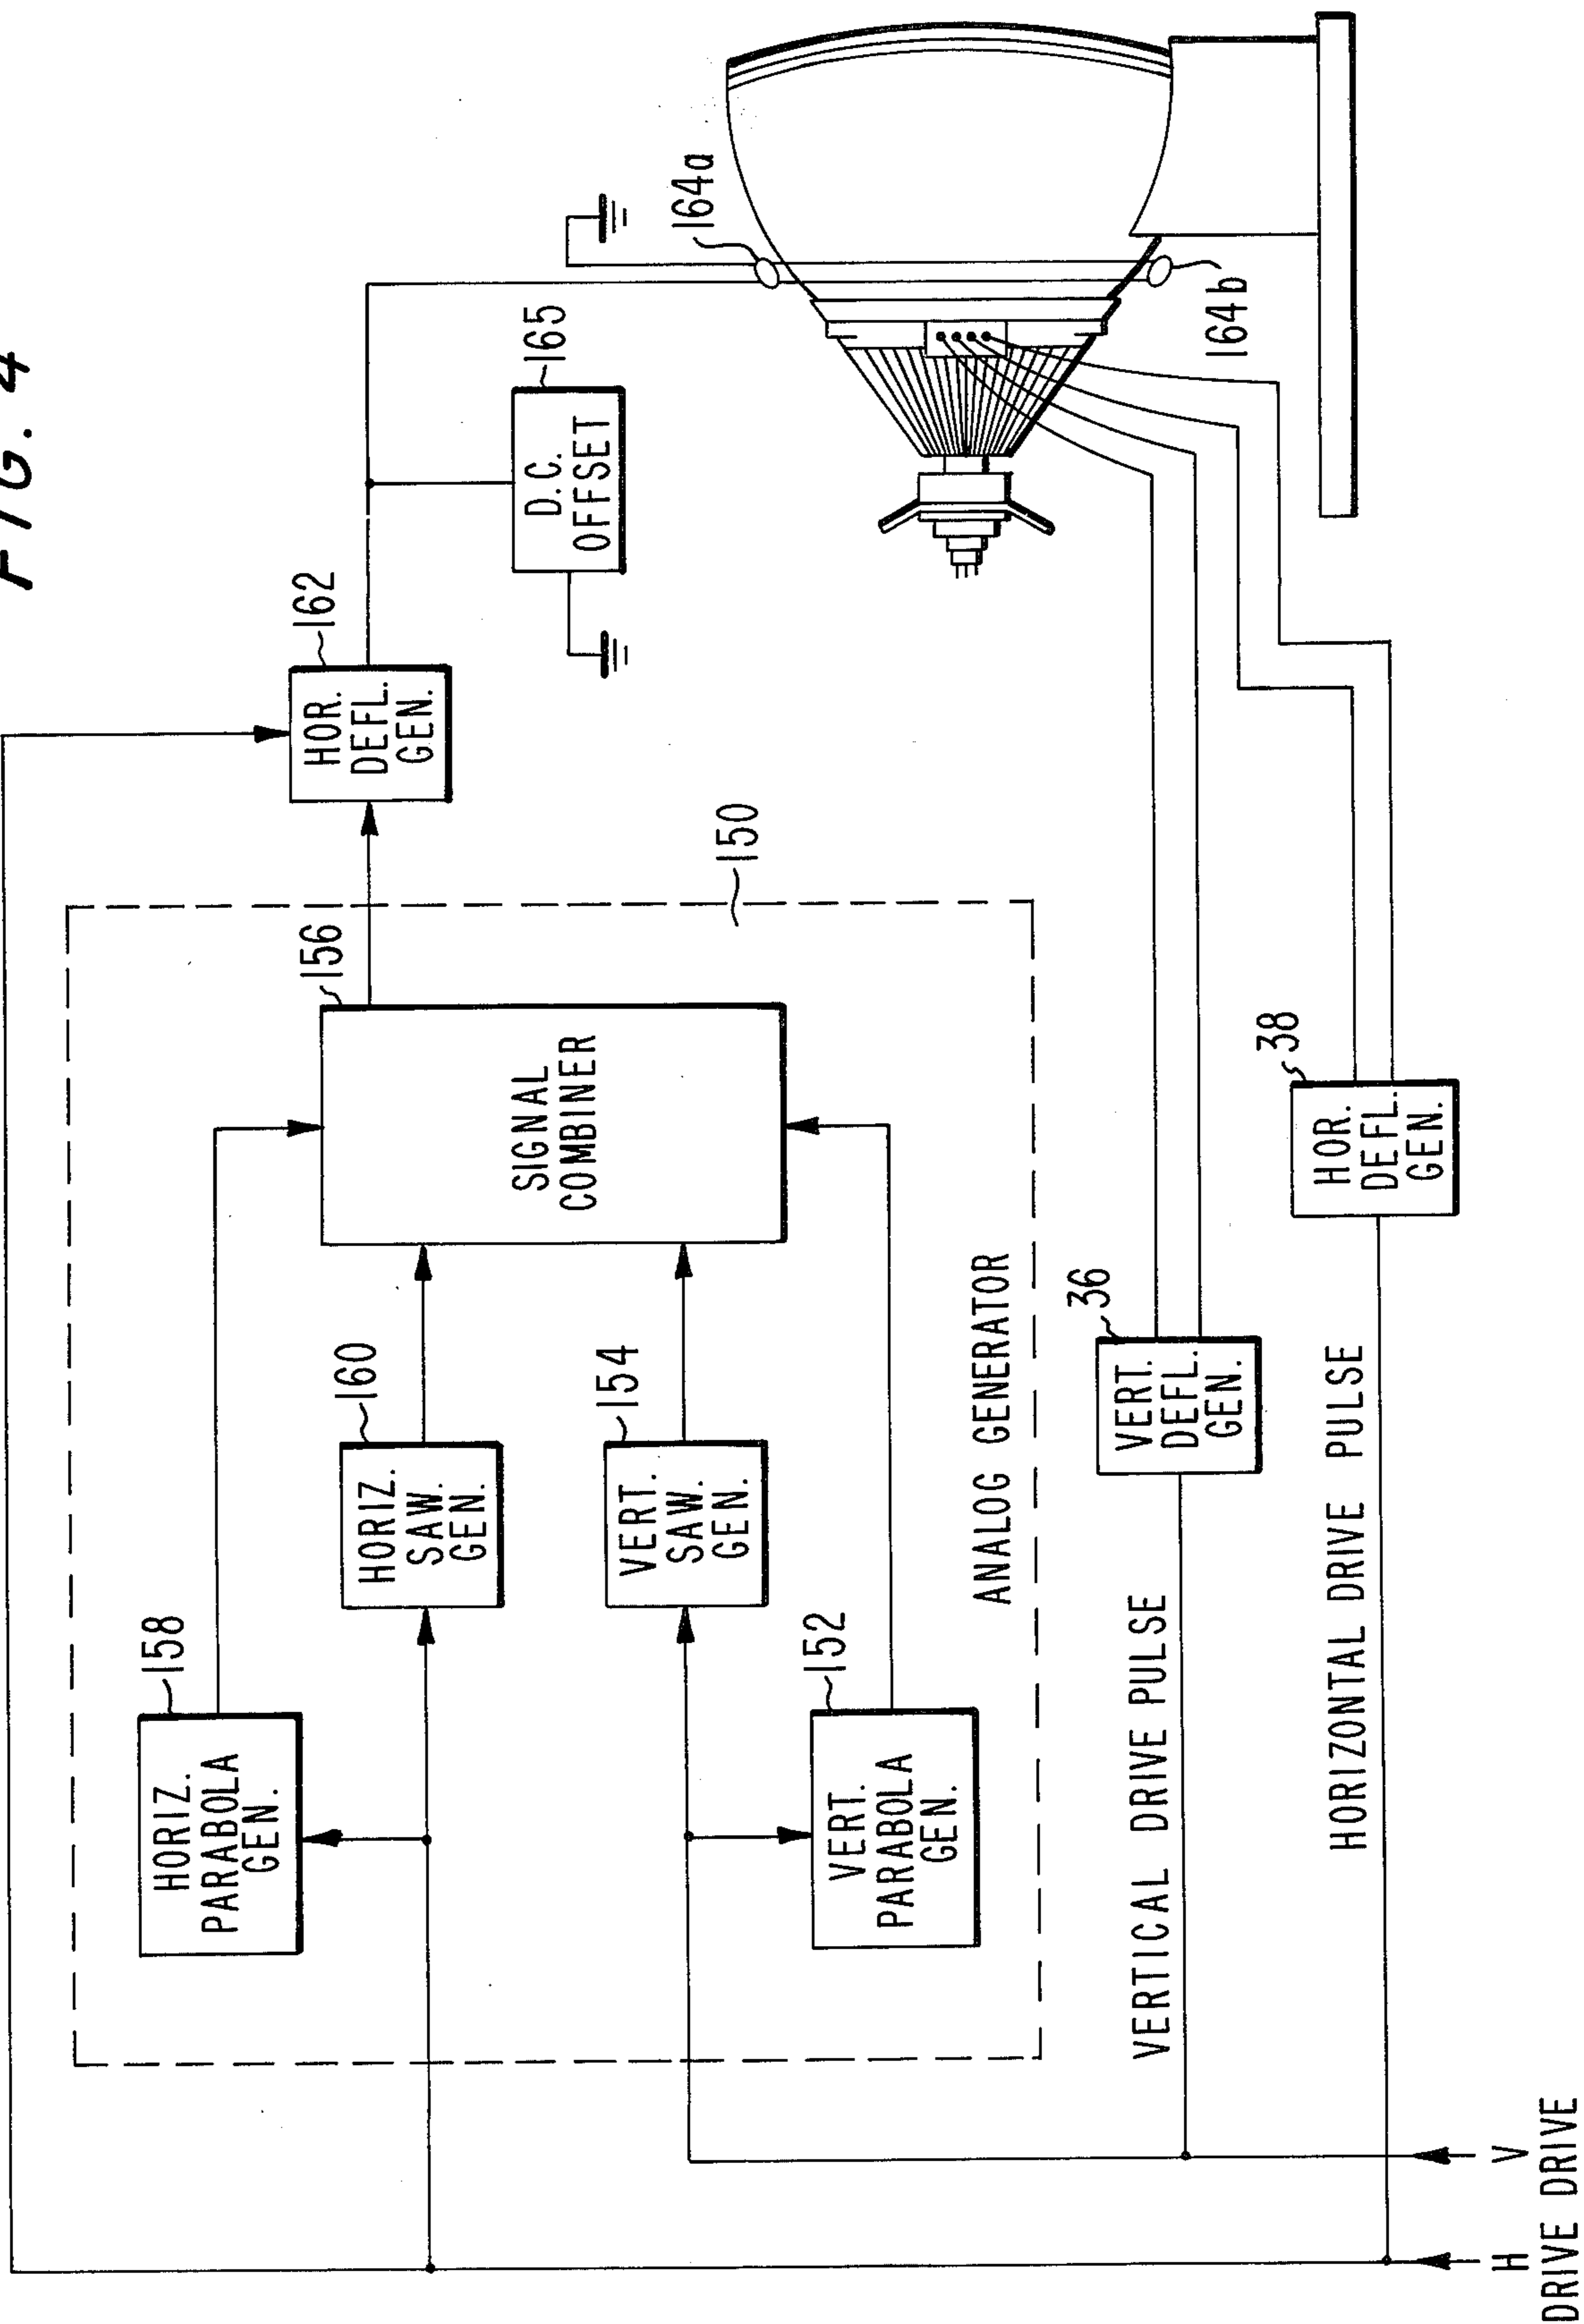 FIG. 4
HORIZ.
PARABOLA
GEN.
158
HORIZ.
SAW.
GEN.
160
VERT.
SAW.
GEN.
154
VERT.
PARABOLA
GEN.
152
SIGNAL
COMBINER
156
ANALOG GENERATOR
150
HOR.
DEFL.
GEN.
162
D.C.
OFFSET
165
164a
164b
VERTICAL DRIVE PULSE
VERT.
DEFL.
GEN.
36
HORIZONTAL DRIVE PULSE
HOR.
DEFL.
GEN.
38
H V
DRIVE DRIVE